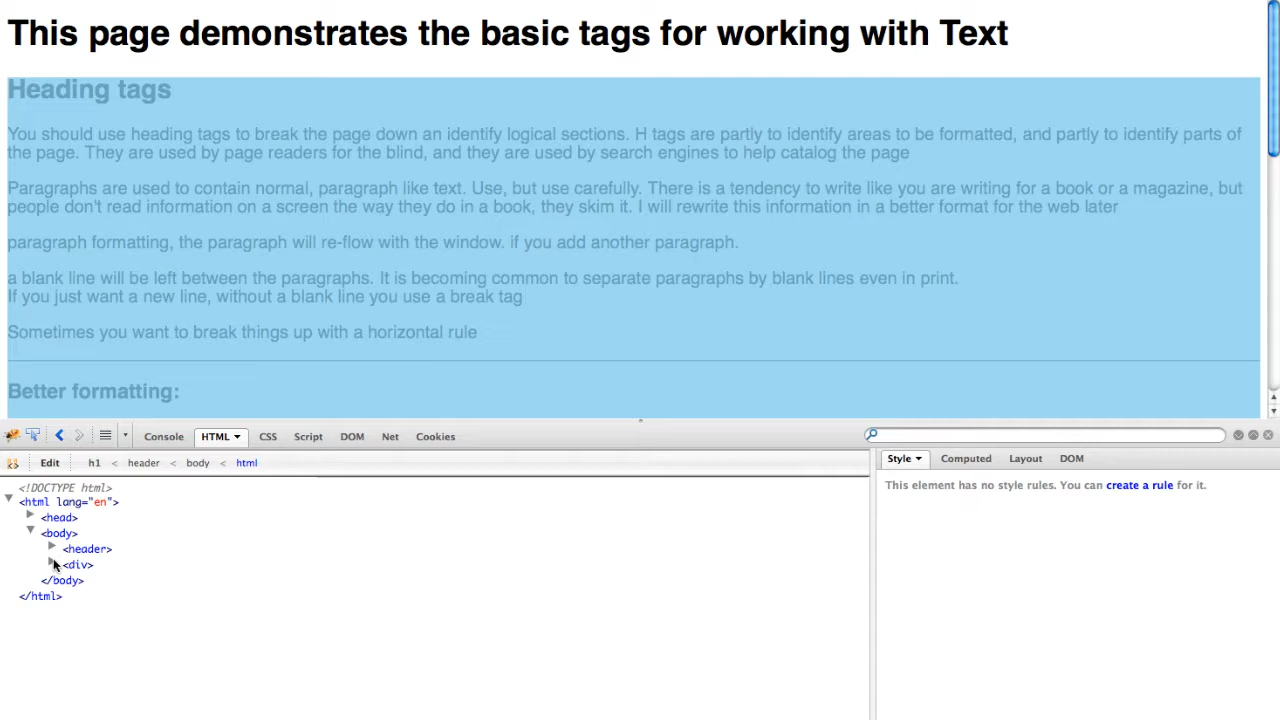 This page demonstrates the basic tags for working with Text
Heading tags
You should use heading tags to break the page down an identify logical sections. H tags are partly to identify areas to be formatted, and partly to identify parts of
the page. They are used by page readers for the blind, and they are used by search engines to help catalog the page
Paragraphs are used to contain normal, paragraph like text. Use, but use carefully. There is a tendency to write like you are writing for a book or a magazine, but
people don't read information on a screen the way they do in a book, they skim it. I will rewrite this information in a better format for the web later
paragraph formatting, the paragraph will re-flow with the window. if you add another paragraph.
a blank line will be left between the paragraphs. It is becoming common to separate paragraphs by blank lines even in print.
If you just want a new line, without a blank line you use a break tag
Sometimes you want to break things up with a horizontal rule
Better formatting:
Console HTML CSS Script DOM Net Cookies
Edit h1 < header < body < html
Style Computed Layout DOM
This element has no style rules. You can create a rule for it.
<!DOCTYPE html>
<html lang="en">
<head>
<body>
<header>
<div>
</body>
</html>